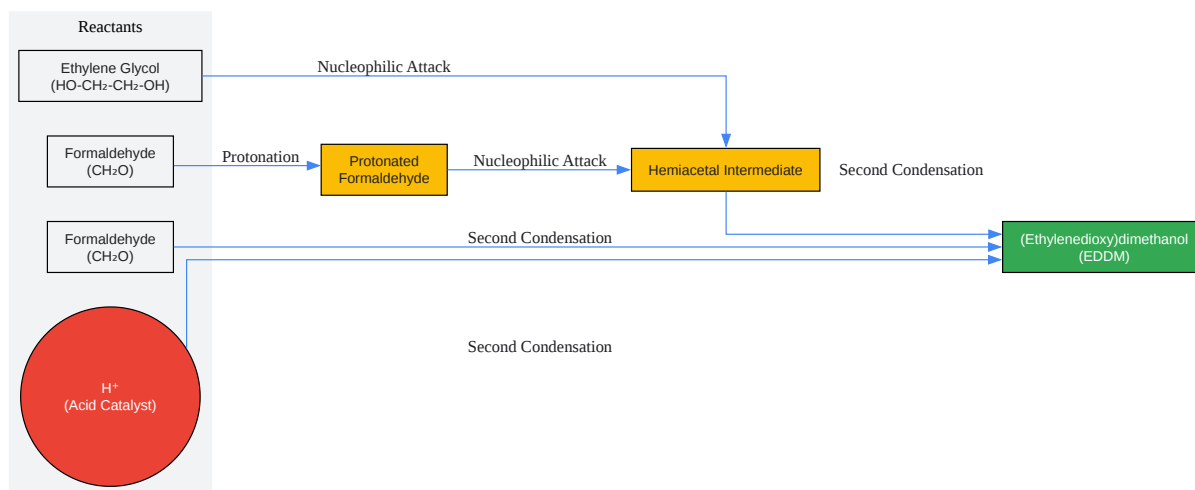 Reactants
Ethylene Glycol
(HO-CH₂-CH₂-OH)
Nucleophilic Attack
Formaldehyde
(CH₂O)
Protonation
Protonated
Formaldehyde
Nucleophilic Attack
Hemiacetal Intermediate
Second Condensation
Formaldehyde
(CH₂O)
Second Condensation
(Ethylenedioxy)dimethanol
(EDDM)
Second Condensation
H⁺
(Acid Catalyst)